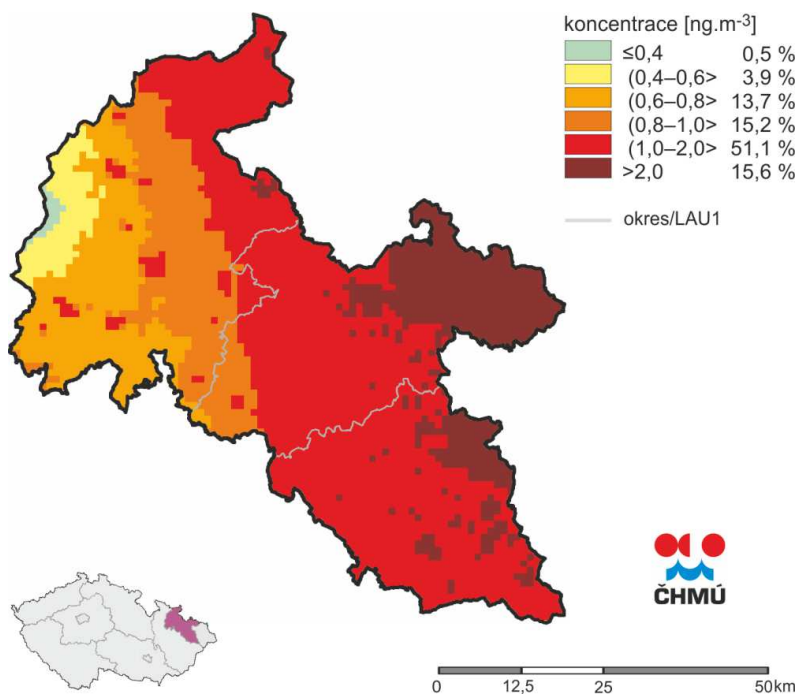 koncentrace [ng.m-3]
≤0,4 0,5 %
(0,4–0,6> 3,9 %
(0,6–0,8> 13,7 %
(0,8–1,0> 15,2 %
(1,0–2,0> 51,1 %
>2,0 15,6 %
okres/LAU1
ČHMÚ
0 12,5 25 50km